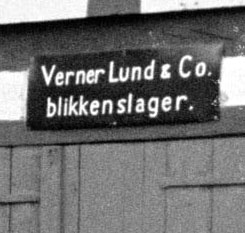 Verner Lund & Co.
blikkenslager.